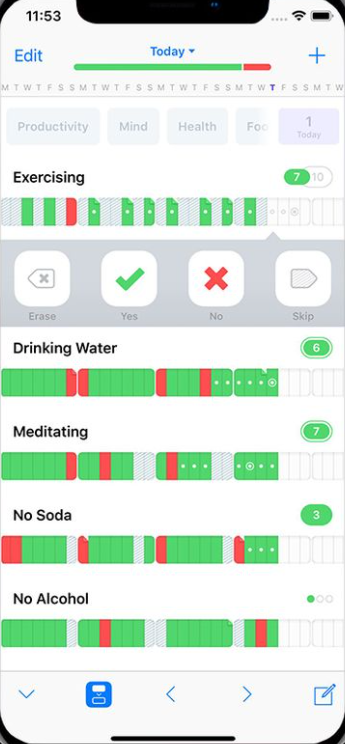 11:53
Edit
Today
M T W T F S S M T W T F S S M T W T F S S M T W T F S S M T W
Productivity
Mind
Health
Foo
1
Today
Exercising
7 10
Erase
Yes
No
Skip
Drinking Water
6
Meditating
7
No Soda
3
No Alcohol